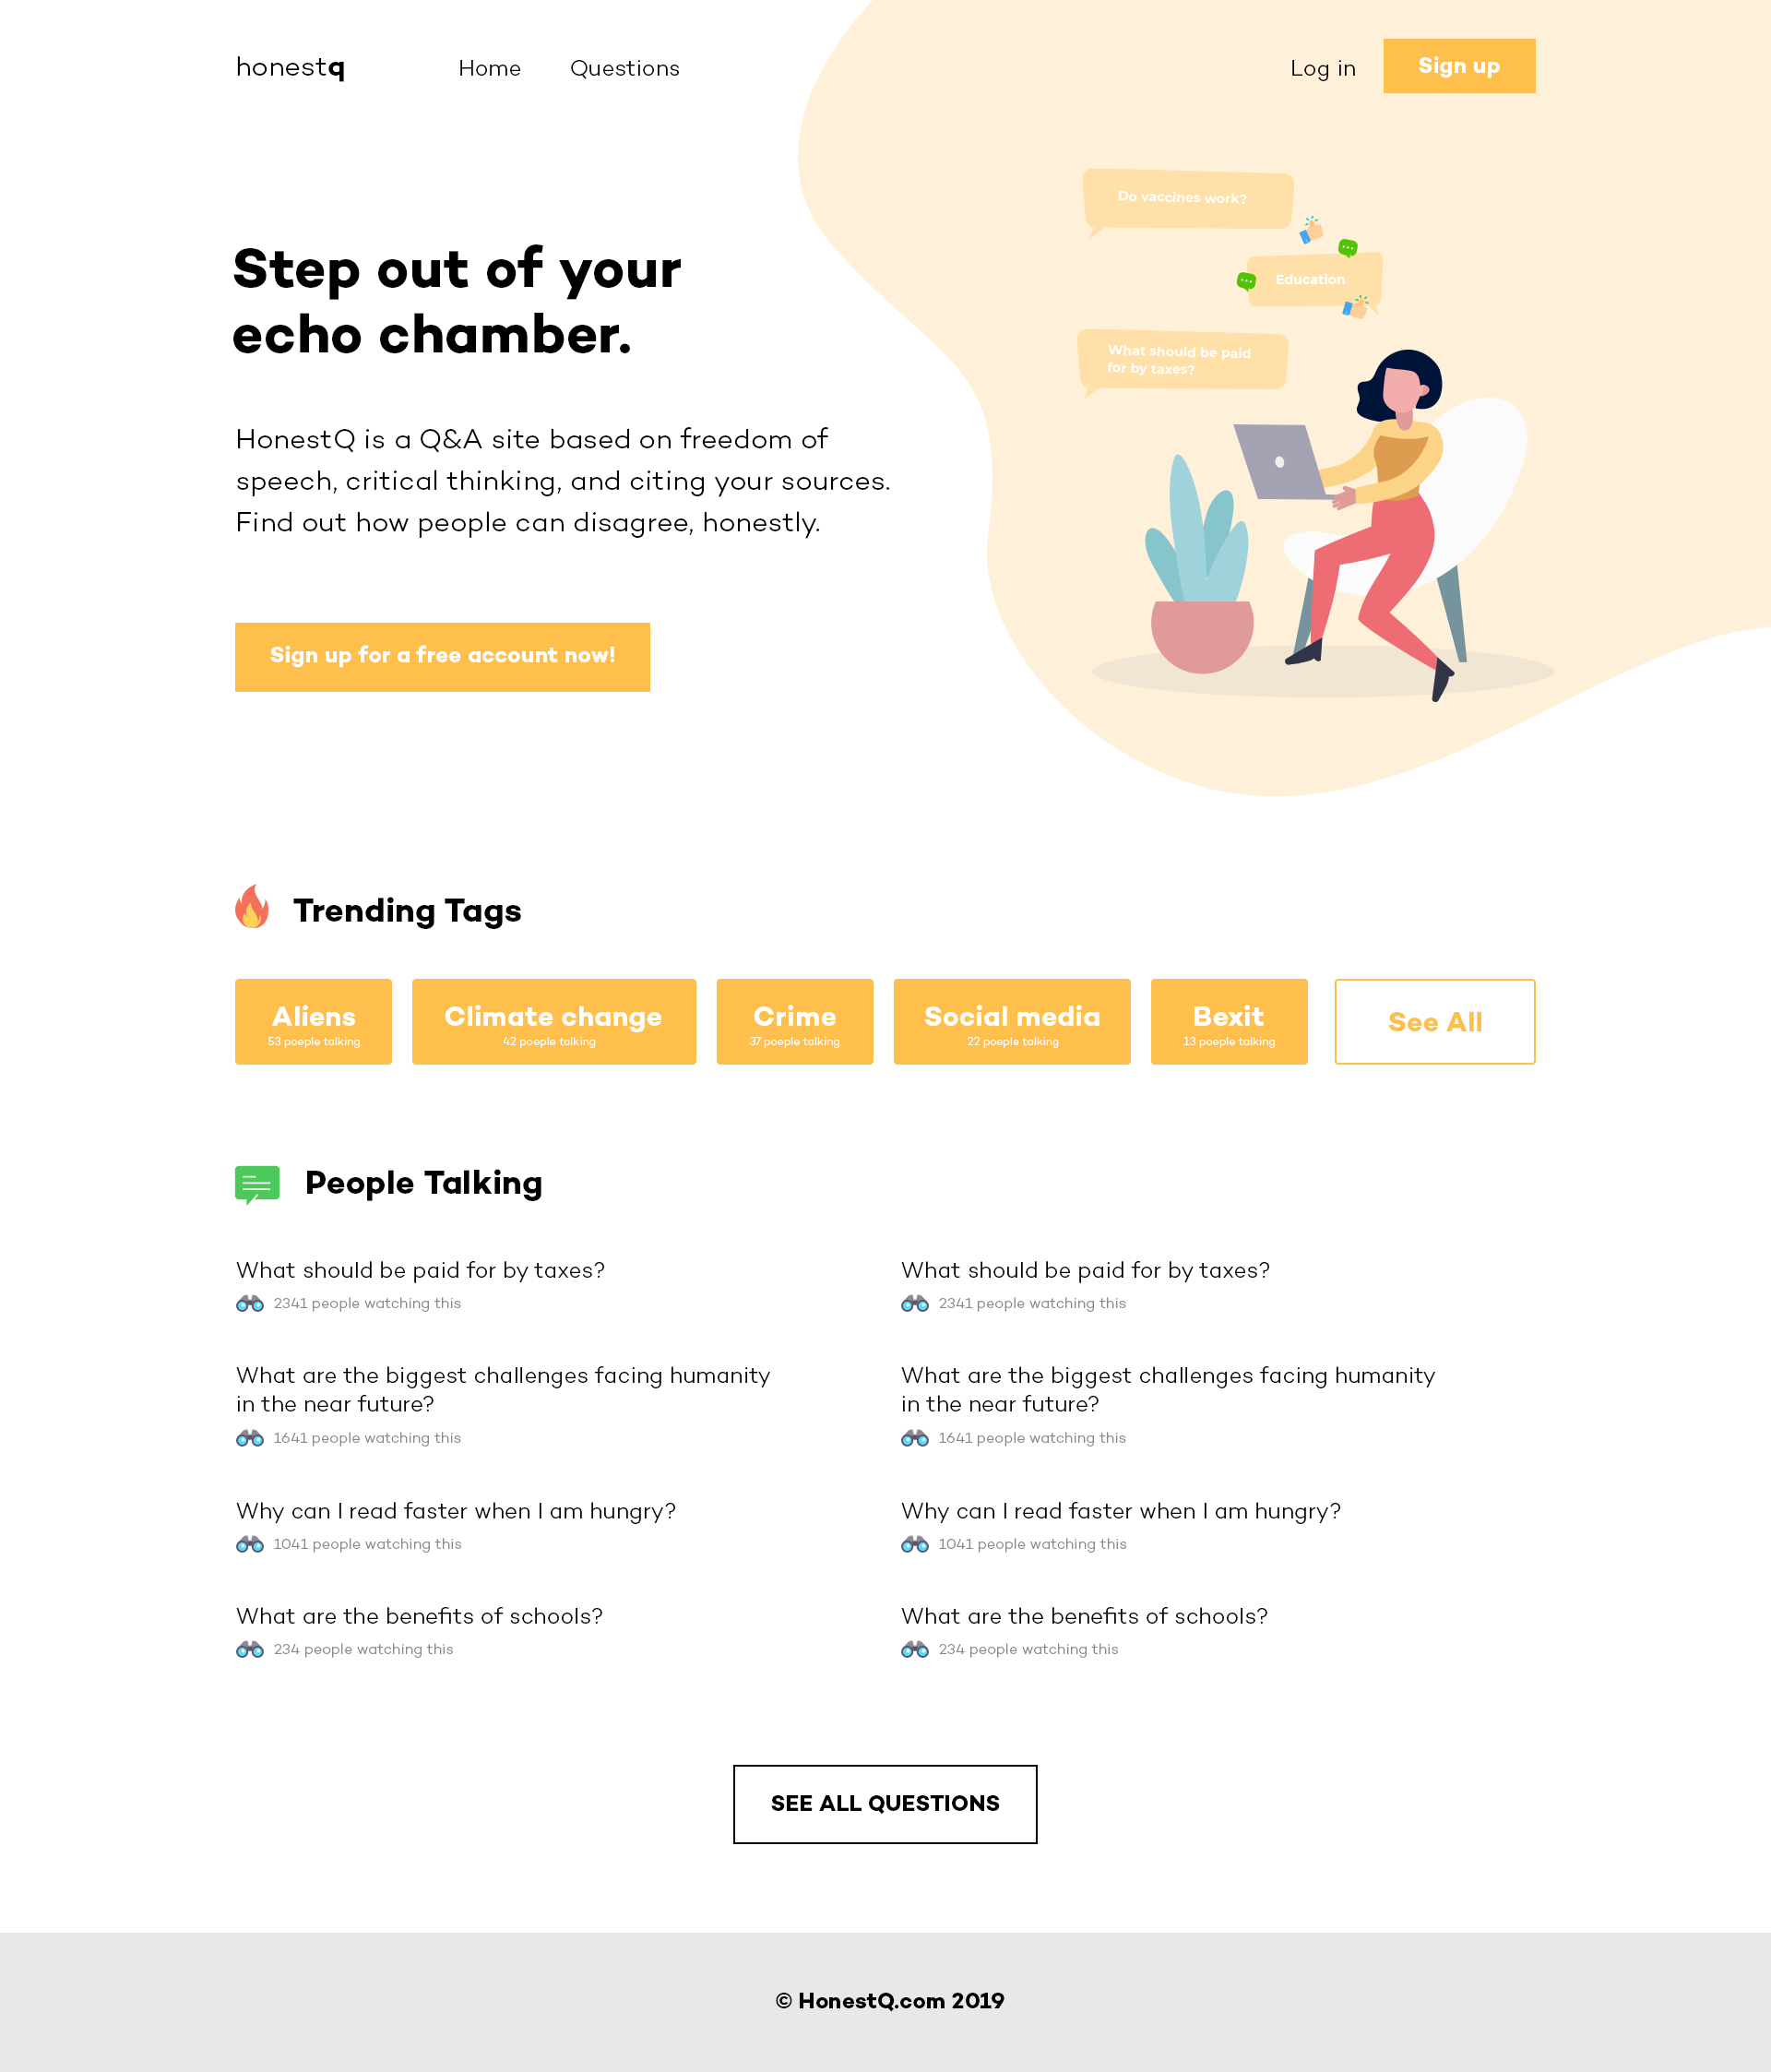 honestq
Home
Questions
Log in
Sign up
Do vaccines work?
Education
What should be paid
for by taxes?
Step out of your
echo chamber.
HonestQ is a Q&A site based on freedom of
speech, critical thinking, and citing your sources.
Find out how people can disagree, honestly.
Sign up for a free account now!
Trending Tags
Aliens
53 poeple talking
Climate change
42 poeple talking
Crime
37 poeple talking
Social media
22 poeple talking
Bexit
13 poeple talking
See All
People Talking
What should be paid for by taxes?
2341 people watching this
What are the biggest challenges facing humanity
in the near future?
1641 people watching this
Why can I read faster when I am hungry?
1041 people watching this
What are the benefits of schools?
234 people watching this
What should be paid for by taxes?
2341 people watching this
What are the biggest challenges facing humanity
in the near future?
1641 people watching this
Why can I read faster when I am hungry?
1041 people watching this
What are the benefits of schools?
234 people watching this
SEE ALL QUESTIONS
© HonestQ.com 2019